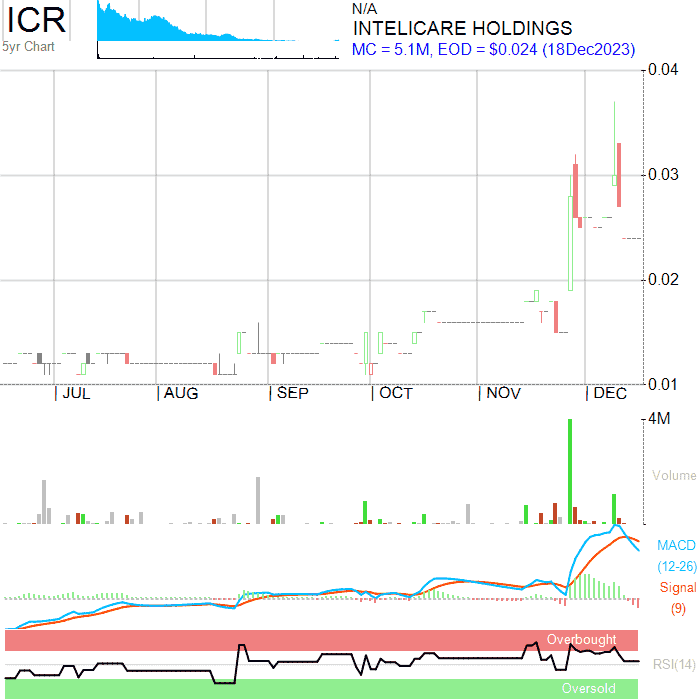 ICR
5yr Chart
N/A
INTELICARE HOLDINGS
MC = 5.1M, EOD = $0.024 (18Dec2023)
0.04
0.03
0.02
0.01
JUL
AUG
SEP
OCT
NOV
DEC
4M
Volume
MACD
(12-26)
Signal
(9)
Overbought
RSI(14)
Oversold